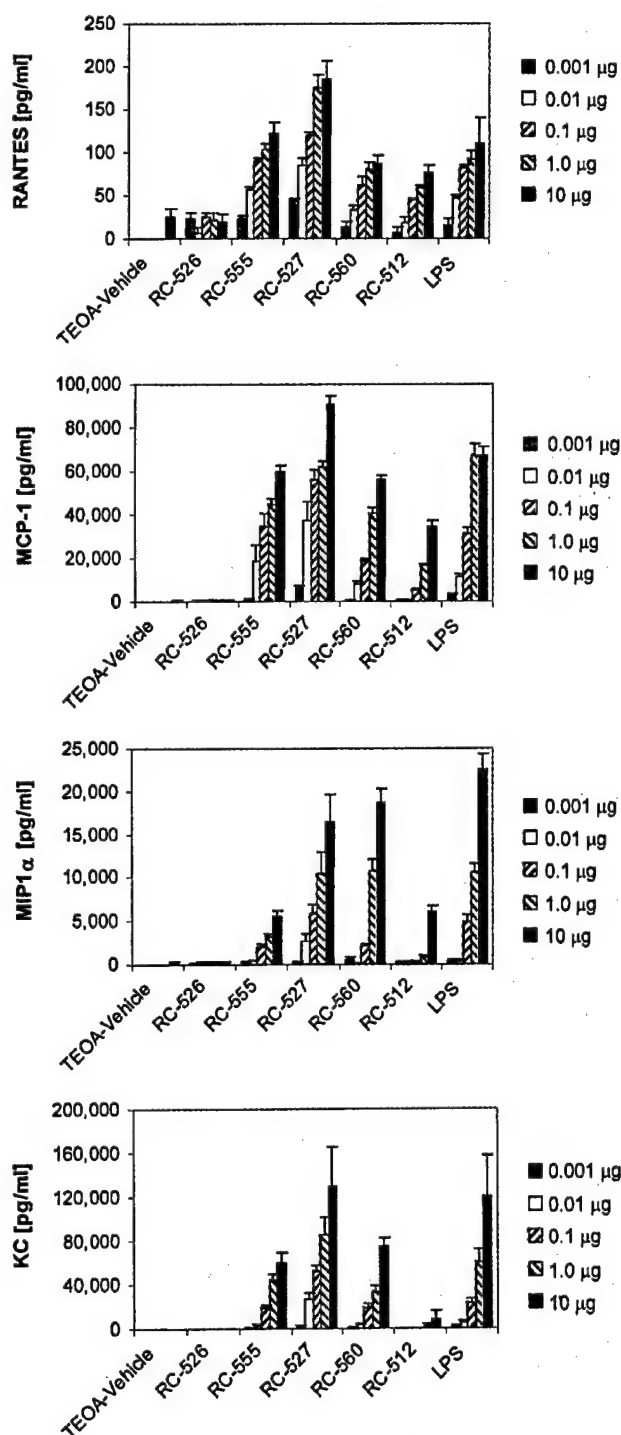 RANTES [pg/ml]
250
200
150
100
50
0
TEOA-Vehicle
RC-526
RC-555
RC-527
RC-560
RC-512
LPS
0.001 µg
0.01 µg
0.1 µg
1.0 µg
10 µg
MCP-1 [pg/ml]
100,000
80,000
60,000
40,000
20,000
0
TEOA-Vehicle
RC-526
RC-555
RC-527
RC-560
RC-512
LPS
0.001 µg
0.01 µg
0.1 µg
1.0 µg
10 µg
MIP1α [pg/ml]
25,000
20,000
15,000
10,000
5,000
0
TEOA-Vehicle
RC-526
RC-555
RC-527
RC-560
RC-512
LPS
0.001 µg
0.01 µg
0.1 µg
1.0 µg
10 µg
KC [pg/ml]
200,000
160,000
120,000
80,000
40,000
0
TEOA-Vehicle
RC-526
RC-555
RC-527
RC-560
RC-512
LPS
0.001 µg
0.01 µg
0.1 µg
1.0 µg
10 µg